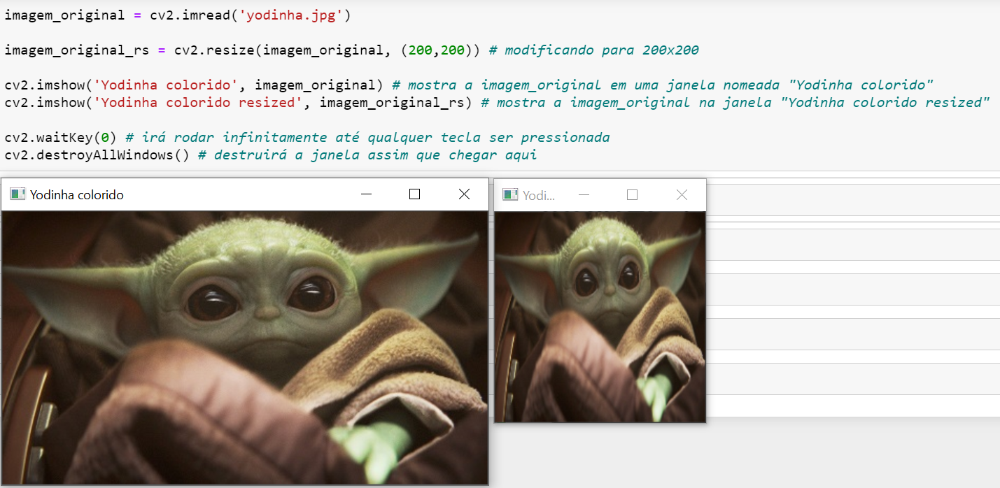 imagem_original = cv2.imread('yodinha.jpg')
imagem_original_rs = cv2.resize(imagem_original, (200,200)) # modificando para 200x200
cv2.imshow('Yodinha colorido', imagem_original) # mostra a imagem_original em uma janela nomeada "Yodinha colorido"
cv2.imshow('Yodinha colorido resized', imagem_original_rs) # mostra a imagem_original na janela "Yodinha colorido resized"
cv2.waitKey(0) # irá rodar infinitamente até qualquer tecla ser pressionada
cv2.destroyAllWindows() # destruirá a janela assim que chegar aqui
Yodinha colorido
Yodi...